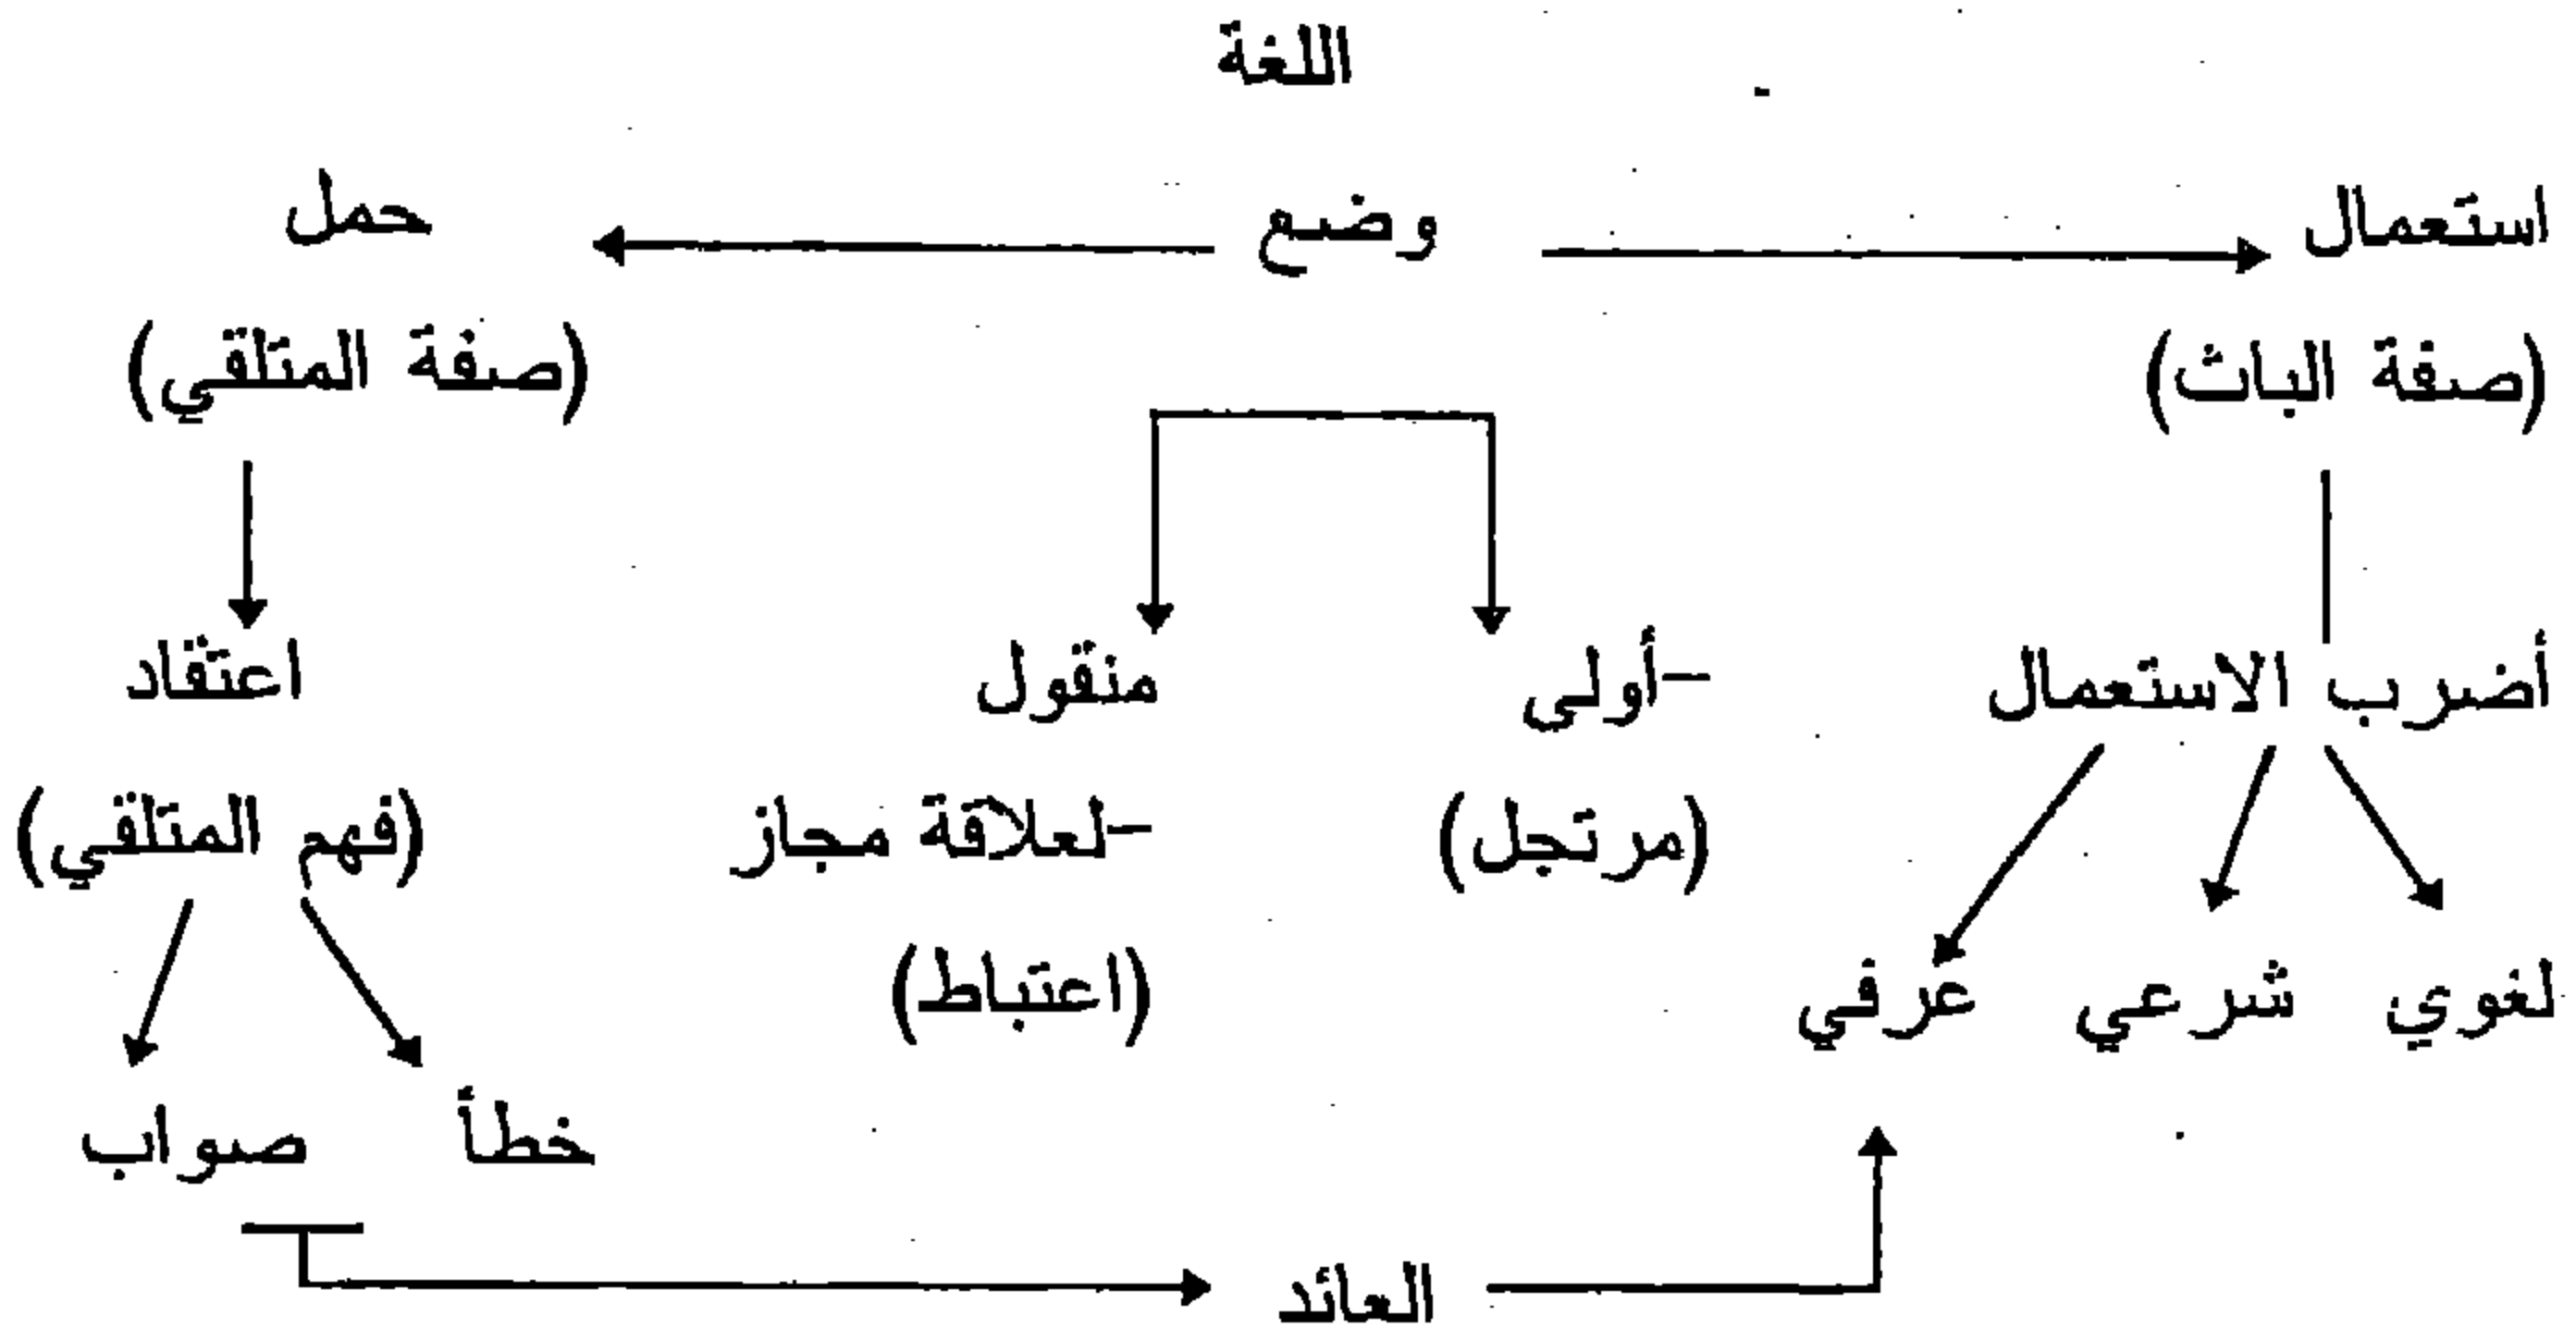 اللغة
استعمال وضع حمل
(صفة الباث) (صفة المتلقي)
أضرب الاستعمال -أولى منقول اعتقاد
(مرتجل) -لعلاقة مجاز (فهم المتلقي)
لغوي شرعي عرفي (اعتباط)
خطأ صواب
العائد